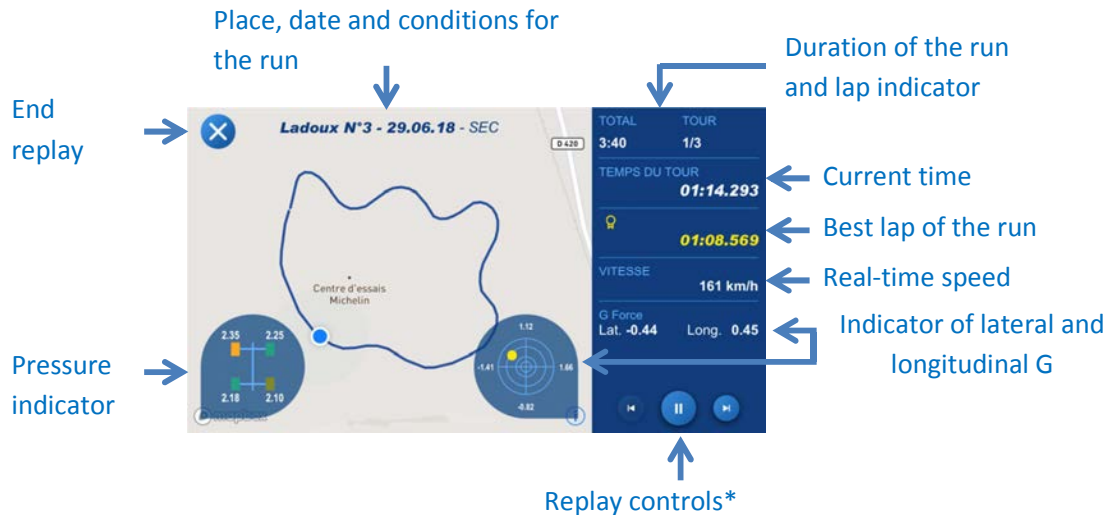 Place, date and conditions for
the run
Duration of the run
and lap indicator
End
replay
Ladoux N°3 - 29.06.18 - SEC
D 420
TOTAL TOUR
3:40 1/3
TEMPS DU TOUR
01:14.293
Current time
01:08.569
Best lap of the run
VITESSE
161 km/h
Real-time speed
Centre d'essais
Michelin
G Force
Lat. -0.44 Long. 0.45
Indicator of lateral and
longitudinal G
2.35 2.25
1.12
-1.41 1.66
2.18 2.10
-0.82
Pressure
indicator
mapbox
Replay controls*